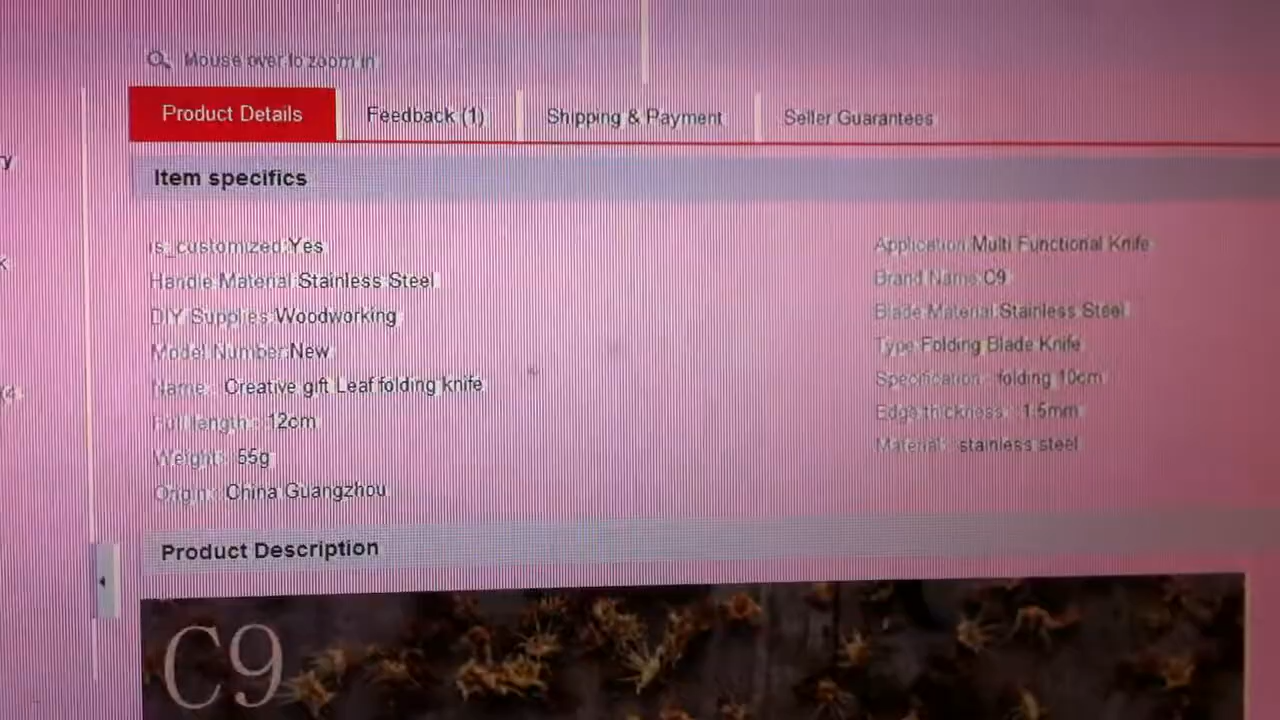 Mouse over to zoom in
Product Details
Feedback (1)
Shipping & Payment
Seller Guarantees
ry
Item specifics
is_customized:Yes
Application:Multi Functional Knife
k
Handle Material:Stainless Steel
Brand Name:C9
DIY Supplies:Woodworking
Blade Material:Stainless Steel
Model Number:New
Type:Folding Blade Knife
Name: Creative gift Leaf folding knife
Specification: folding 10cm
Full length: 12cm
Edge thickness: 1.5mm
Weight: 55g
Material: stainless steel
Origin: China Guangzhou
Product Description
C9